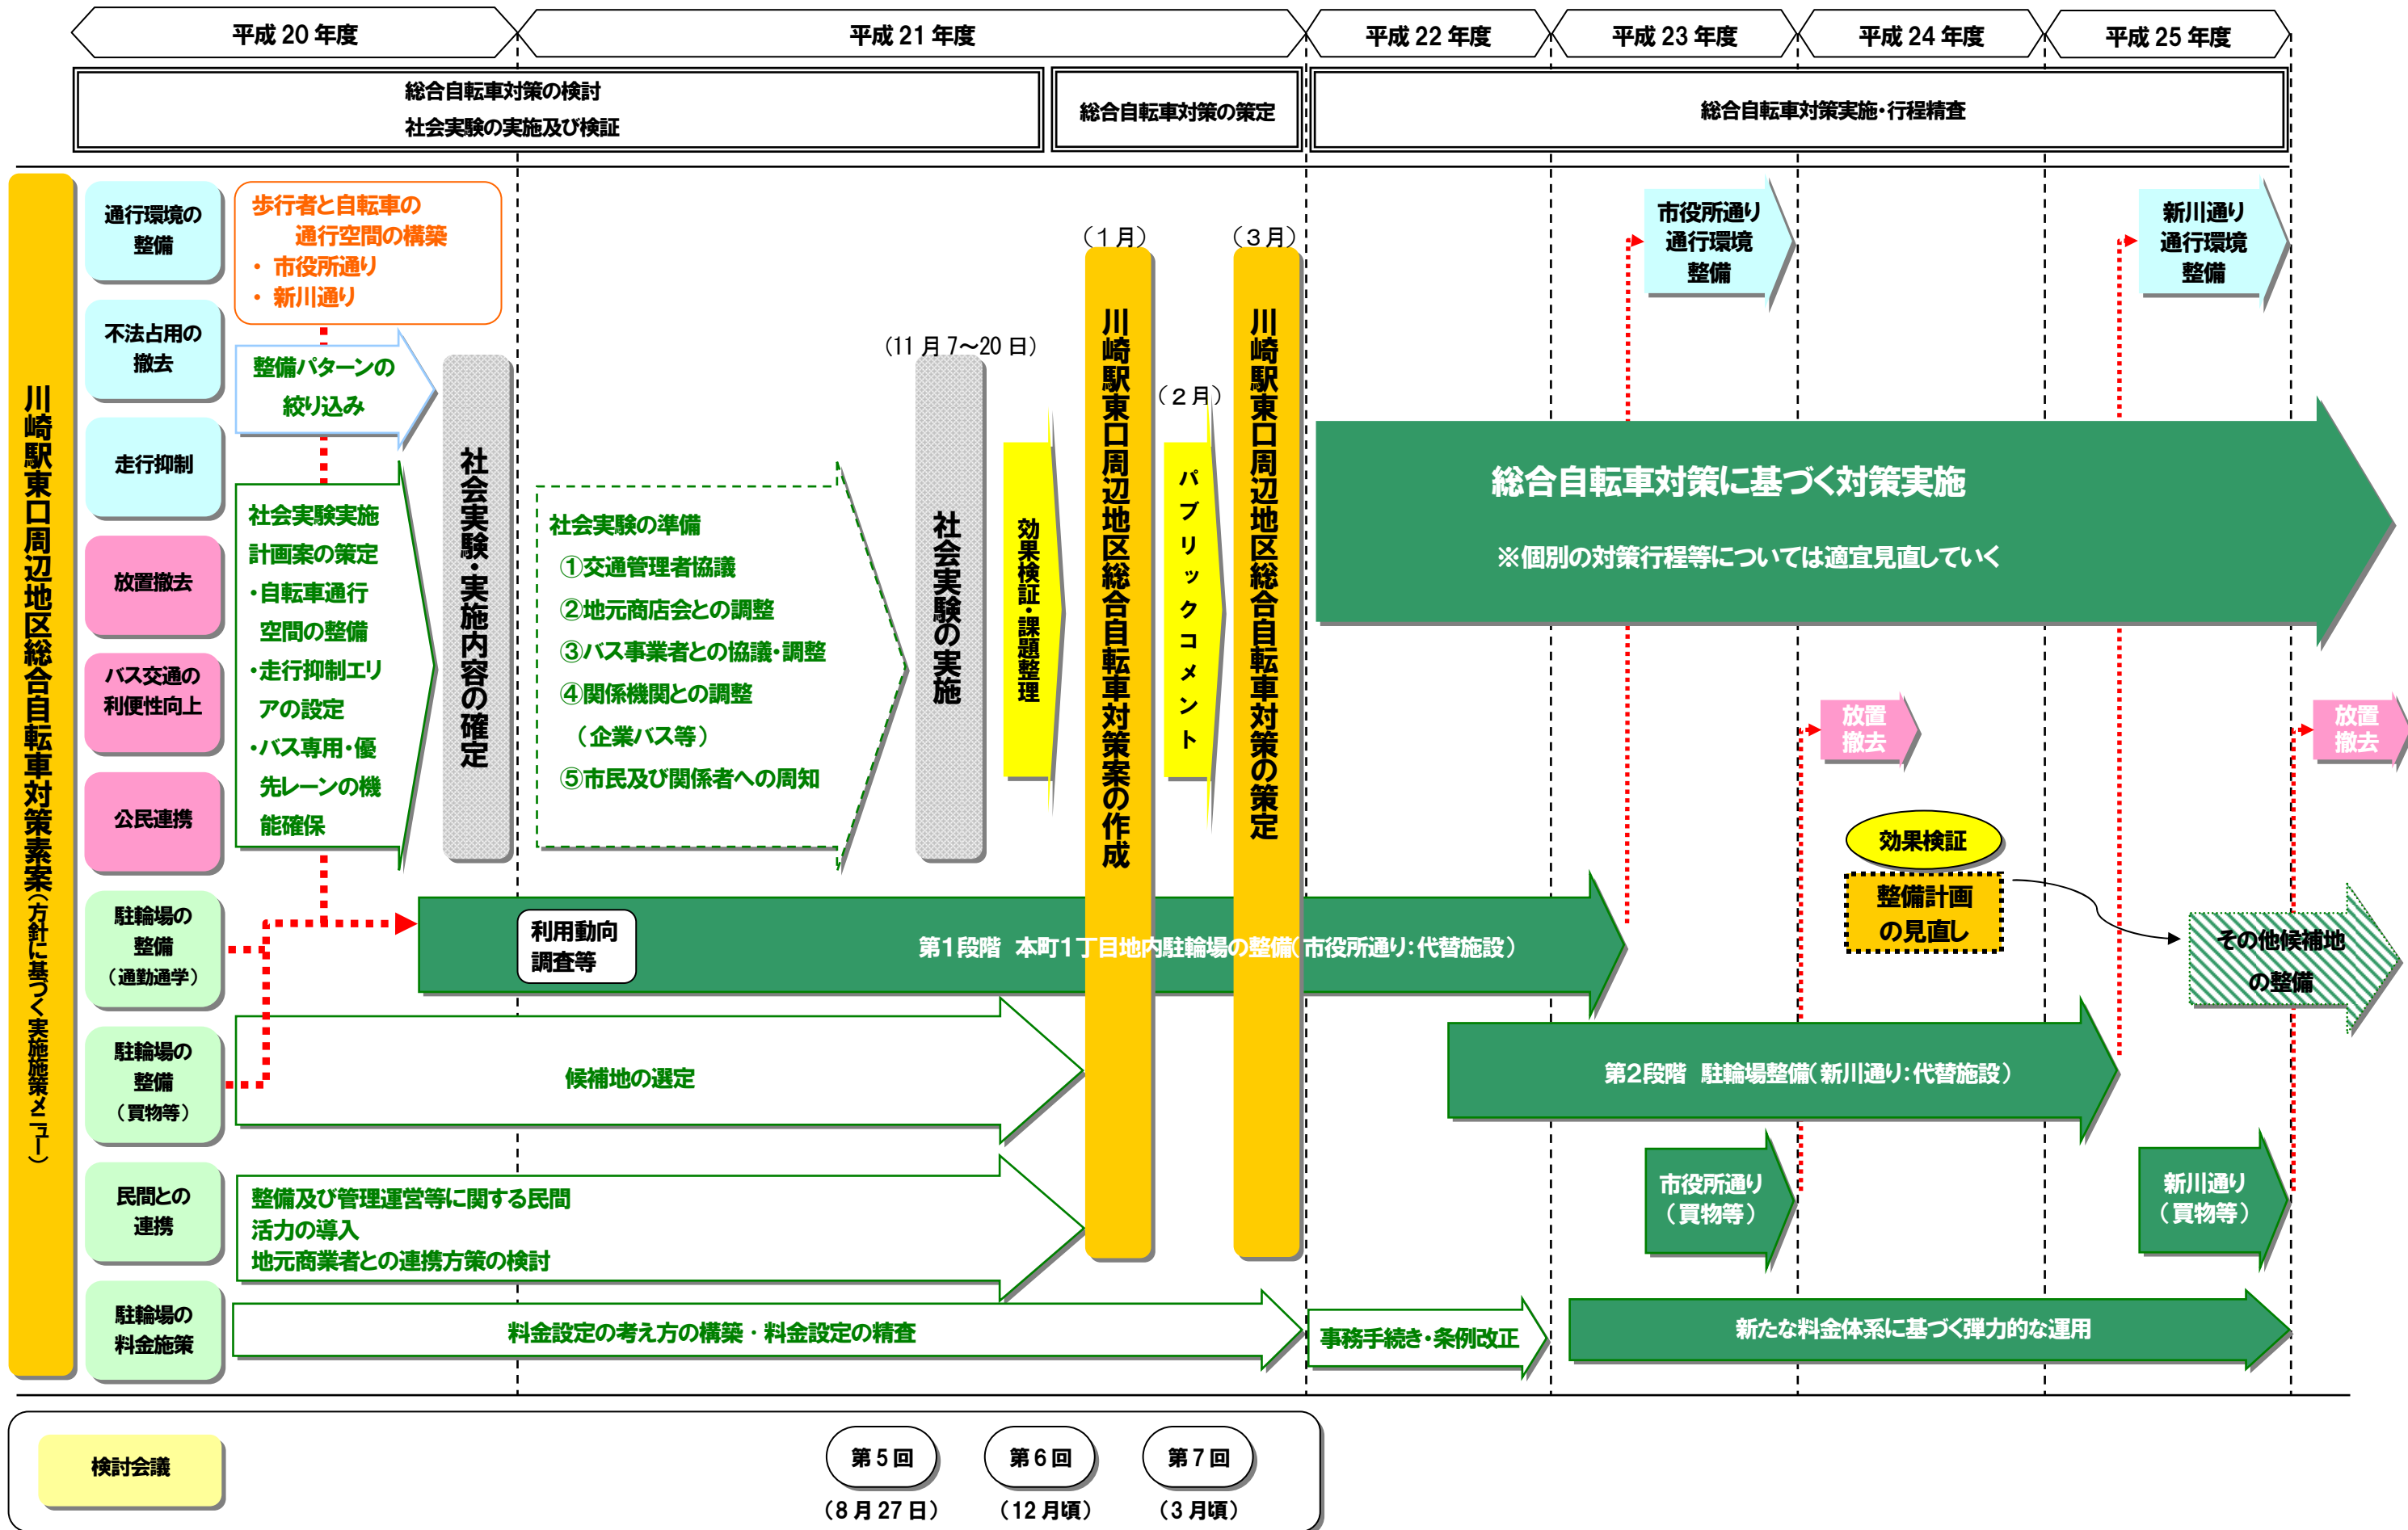 平成 20 年度
平成 21 年度
平成 22 年度
平成 23 年度
平成 24 年度
平成 25 年度
総合自転車対策の検討
社会実験の実施及び検証
総合自転車対策の策定
総合自転車対策実施・行程精査
川崎駅東口周辺地区総合自転車対策素案(方針に基づく実施施策メニュー)
通行環境の
整備
不法占用の
撤去
走行抑制
放置撤去
バス交通の
利便性向上
公民連携
駐輪場の
整備
(通勤通学)
駐輪場の
整備
(買物等)
民間との
連携
駐輪場の
料金施策
歩行者と自転車の
通行空間の構築
・ 市役所通り
・ 新川通り
整備パターンの
絞り込み
社会実験実施
計画案の策定
・自転車通行
空間の整備
・走行抑制エリ
アの設定
・バス専用・優
先レーンの機
能確保
社会実験・実施内容の確定
社会実験の準備
①交通管理者協議
②地元商店会との調整
③バス事業者との協議・調整
④関係機関との調整
(企業バス等)
⑤市民及び関係者への周知
(11 月 7~20 日)
社会実験の実施
効果検証・課題整理
(1月)
川崎駅東口周辺地区総合自転車対策案の作成
(2月)
パブリックコメント
(3月)
川崎駅東口周辺地区総合自転車対策の策定
市役所通り
通行環境
整備
新川通り
通行環境
整備
総合自転車対策に基づく対策実施
※個別の対策行程等については適宜見直していく
放置
撤去
放置
撤去
効果検証
整備計画
の見直し
その他候補地
の整備
利用動向
調査等
第1段階 本町1丁目地内駐輪場の整備(市役所通り:代替施設)
候補地の選定
第2段階 駐輪場整備(新川通り:代替施設)
整備及び管理運営等に関する民間
活力の導入
地元商業者との連携方策の検討
市役所通り
(買物等)
新川通り
(買物等)
料金設定の考え方の構築・料金設定の精査
事務手続き・条例改正
新たな料金体系に基づく弾力的な運用
検討会議
第 5 回
(8 月 27 日)
第 6 回
(12 月頃)
第 7 回
(3 月頃)